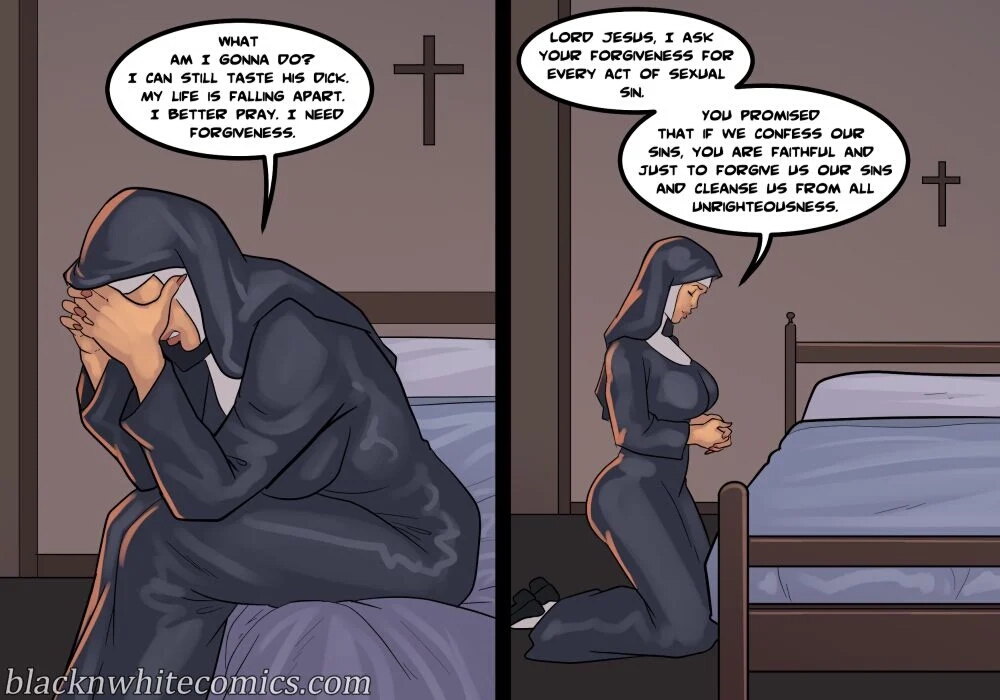 WHAT
AM I GONNA DO?
I CAN STILL TASTE HIS DICK.
MY LIFE IS FALLING APART.
I BETTER PRAY. I NEED
FORGIVENESS.
LORD JESUS, I ASK
YOUR FORGIVENESS FOR
EVERY ACT OF SEXUAL
SIN.
YOU PROMISED
THAT IF WE CONFESS OUR
SINS, YOU ARE FAITHFUL AND
JUST TO FORGIVE US OUR SINS
AND CLEANSE US FROM ALL
UNRIGHTEOUSNESS.
blacknwhitecomics.com